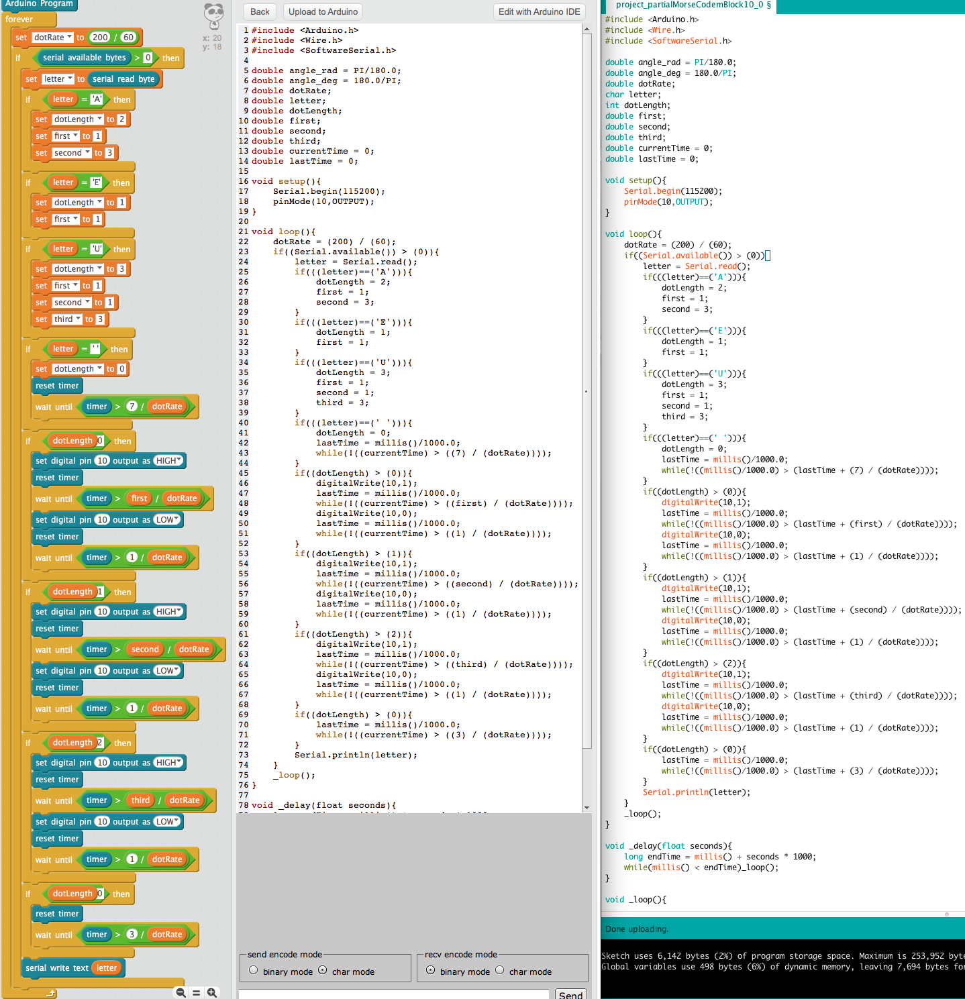 Arduino Program
forever
set dotRate to 200 / 60
if serial available bytes > 0 then
set letter to serial read byte
if letter = 'A' then
set dotLength to 2
set first to 1
set second to 3
if letter = 'E' then
set dotLength to 1
set first to 1
if letter = 'U' then
set dotLength to 3
set first to 1
set second to 1
set third to 3
if letter = ' ' then
set dotLength to 0
reset timer
wait until timer > 7 / dotRate
if dotLength 0 then
set digital pin 10 output as HIGH
reset timer
wait until timer > first / dotRate
set digital pin 10 output as LOW
reset timer
wait until timer > 1 / dotRate
if dotLength 1 then
set digital pin 10 output as HIGH
reset timer
wait until timer > second / dotRate
set digital pin 10 output as LOW
reset timer
wait until timer > 1 / dotRate
if dotLength 2 then
set digital pin 10 output as HIGH
reset timer
wait until timer > third / dotRate
set digital pin 10 output as LOW
reset timer
wait until timer > 1 / dotRate
if dotLength 0 then
reset timer
wait until timer > 3 / dotRate
serial write text letter
x: 20
y: 18
Back
Upload to Arduino
Edit with Arduino IDE
1 #include <Arduino.h>
2 #include <Wire.h>
3 #include <SoftwareSerial.h>
4
5 double angle_rad = PI/180.0;
6 double angle_deg = 180.0/PI;
7 double dotRate;
8 double letter;
9 double dotLength;
10 double first;
11 double second;
12 double third;
13 double currentTime = 0;
14 double lastTime = 0;
15
16 void setup(){
17 Serial.begin(115200);
18 pinMode(10,OUTPUT);
19 }
20
21 void loop(){
22 dotRate = (200) / (60);
23 if((Serial.available()) > (0)){
24 letter = Serial.read();
25 if(((letter)==('A'))){
26 dotLength = 2;
27 first = 1;
28 second = 3;
29 }
30 if(((letter)==('E'))){
31 dotLength = 1;
32 first = 1;
33 }
34 if(((letter)==('U'))){
35 dotLength = 3;
36 first = 1;
37 second = 1;
38 third = 3;
39 }
40 if(((letter)==(' '))){
41 dotLength = 0;
42 lastTime = millis()/1000.0;
43 while(!((currentTime) > ((7) / (dotRate))));
44 }
45 if((dotLength) > (0)){
46 digitalWrite(10,1);
47 lastTime = millis()/1000.0;
48 while(!((currentTime) > ((first) / (dotRate))));
49 digitalWrite(10,0);
50 lastTime = millis()/1000.0;
51 while(!((currentTime) > ((1) / (dotRate))));
52 }
53 if((dotLength) > (1)){
54 digitalWrite(10,1);
55 lastTime = millis()/1000.0;
56 while(!((currentTime) > ((second) / (dotRate))));
57 digitalWrite(10,0);
58 lastTime = millis()/1000.0;
59 while(!((currentTime) > ((1) / (dotRate))));
60 }
61 if((dotLength) > (2)){
62 digitalWrite(10,1);
63 lastTime = millis()/1000.0;
64 while(!((currentTime) > ((third) / (dotRate))));
65 digitalWrite(10,0);
66 lastTime = millis()/1000.0;
67 while(!((currentTime) > ((1) / (dotRate))));
68 }
69 if((dotLength) > (0)){
70 lastTime = millis()/1000.0;
71 while(!((currentTime) > ((3) / (dotRate))));
72 }
73 Serial.println(letter);
74 }
75 _loop();
76 }
77
78 void _delay(float seconds){
send encode mode
binary mode char mode
recv encode mode
binary mode char mode
Send
project_partialMorseCodemBlock10_0 §
#include <Arduino.h>
#include <Wire.h>
#include <SoftwareSerial.h>
double angle_rad = PI/180.0;
double angle_deg = 180.0/PI;
double dotRate;
char letter;
int dotLength;
double first;
double second;
double third;
double currentTime = 0;
double lastTime = 0;
void setup(){
Serial.begin(115200);
pinMode(10,OUTPUT);
}
void loop(){
dotRate = (200) / (60);
if((Serial.available()) > (0))
letter = Serial.read();
if(((letter)==('A'))){
dotLength = 2;
first = 1;
second = 3;
}
if(((letter)==('E'))){
dotLength = 1;
first = 1;
}
if(((letter)==('U'))){
dotLength = 3;
first = 1;
second = 1;
third = 3;
}
if(((letter)==(' '))){
dotLength = 0;
lastTime = millis()/1000.0;
while(!((millis()/1000.0) > (lastTime + (7) / (dotRate))));
}
if((dotLength) > (0)){
digitalWrite(10,1);
lastTime = millis()/1000.0;
while(!((millis()/1000.0) > (lastTime + (first) / (dotRate))));
digitalWrite(10,0);
lastTime = millis()/1000.0;
while(!((millis()/1000.0) > (lastTime + (1) / (dotRate))));
}
if((dotLength) > (1)){
digitalWrite(10,1);
lastTime = millis()/1000.0;
while(!((millis()/1000.0) > (lastTime + (second) / (dotRate))));
digitalWrite(10,0);
lastTime = millis()/1000.0;
while(!((millis()/1000.0) > (lastTime + (1) / (dotRate))));
}
if((dotLength) > (2)){
digitalWrite(10,1);
lastTime = millis()/1000.0;
while(!((millis()/1000.0) > (lastTime + (third) / (dotRate))));
digitalWrite(10,0);
lastTime = millis()/1000.0;
while(!((millis()/1000.0) > (lastTime + (1) / (dotRate))));
}
if((dotLength) > (0)){
lastTime = millis()/1000.0;
while(!((millis()/1000.0) > (lastTime + (3) / (dotRate))));
}
Serial.println(letter);
}
_loop();
}
void _delay(float seconds){
long endTime = millis() + seconds * 1000;
while(millis() < endTime)_loop();
}
void _loop(){
Done uploading.
Sketch uses 6,142 bytes (2%) of program storage space. Maximum is 253,952 byte
Global variables use 498 bytes (6%) of dynamic memory, leaving 7,694 bytes for